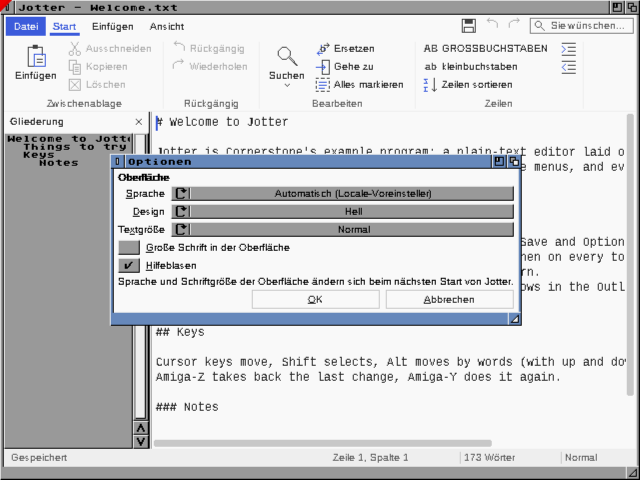 Jotter - Welcome.txt
Datei Start Einfügen Ansicht Sie wünschen...
Einfügen
Ausschneiden
Kopieren
Löschen
Zwischenablage
Rückgängig
Wiederholen
Rückgängig
Suchen
Ersetzen
Gehe zu
Alles markieren
Bearbeiten
AB GROSSBUCHSTABEN
ab kleinbuchstaben
Zeilen sortieren
Zeilen
Gliederung
Welcome to Jott
Things to try
Keys
Notes
# Welcome to Jotter
Jotter is Cornerstone's example program: a plain-text editor laid o
e menus, and ev
Optionen
Oberfläche
Sprache Automatisch (Locale-Voreinsteller)
Design Hell
Textgröße Normal
Große Schrift in der Oberfläche
Hilfeblasen
Sprache und Schriftgröße der Oberfläche ändern sich beim nächsten Start von Jotter.
OK Abbrechen
Save and Option
hen on every to
rn.
ows in the Outl
## Keys
Cursor keys move, Shift selects, Alt moves by words (with up and do
Amiga-Z takes back the last change, Amiga-Y does it again.
### Notes
Gespeichert Zeile 1, Spalte 1 173 Wörter Normal